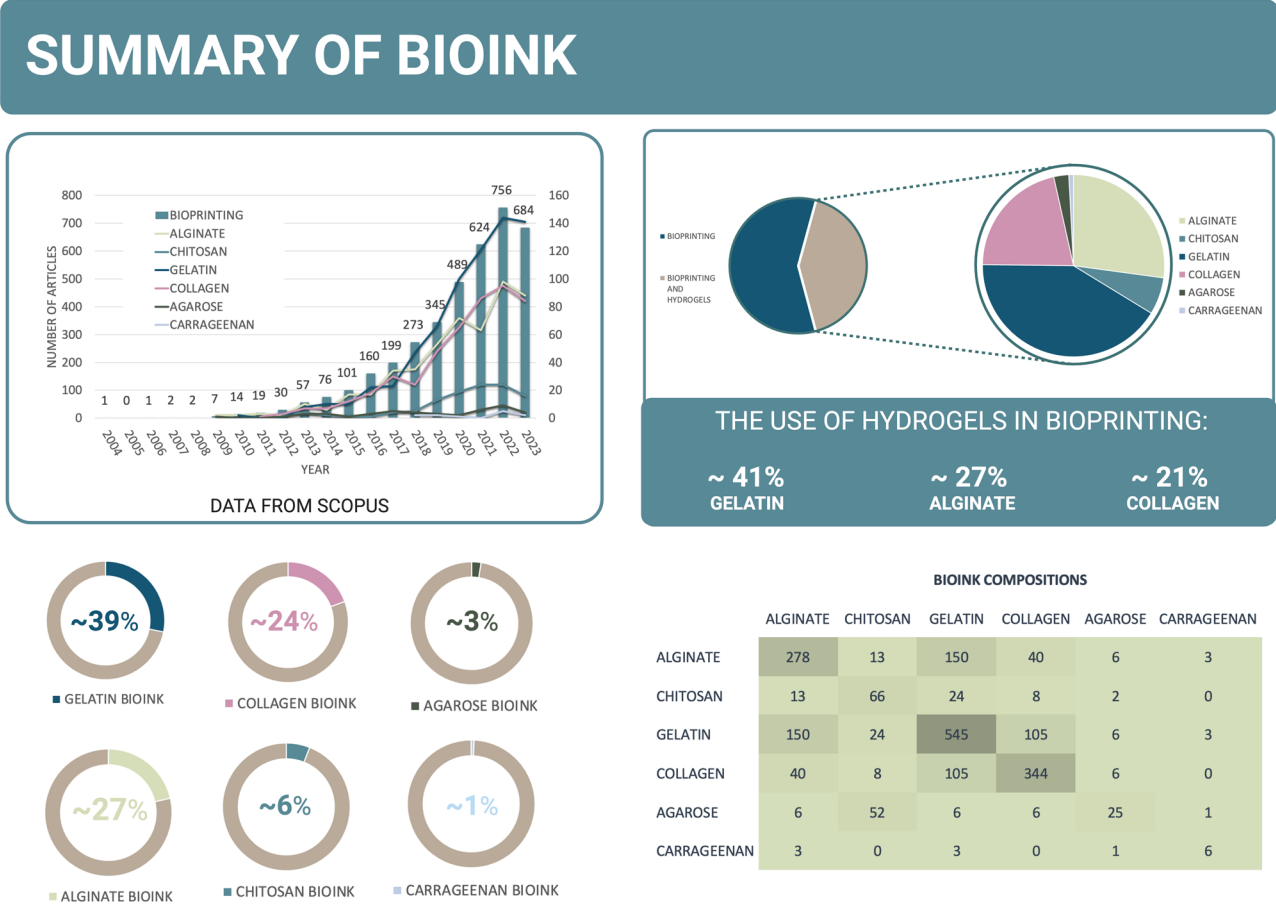 SUMMARY OF BIOINK
800
700
600
500
400
300
200
100
0
NUMBER OF ARTICLES
160
140
120
100
80
60
40
20
0
BIOPRINTING
ALGINATE
CHITOSAN
GELATIN
COLLAGEN
AGAROSE
CARRAGEENAN
1 0 1 2 2 7 14 19 30 57 76 101 160 199 273 345 489 624 756 684
2004 2005 2006 2007 2008 2009 2010 2011 2012 2013 2014 2015 2016 2017 2018 2019 2020 2021 2022 2023
YEAR
DATA FROM SCOPUS
BIOPRINTING
BIOPRINTING
AND
HYDROGELS
ALGINATE
CHITOSAN
GELATIN
COLLAGEN
AGAROSE
CARRAGEENAN
THE USE OF HYDROGELS IN BIOPRINTING:
~ 41% ~ 27% ~ 21%
GELATIN ALGINATE COLLAGEN
~39% ~24% ~3%
GELATIN BIOINK COLLAGEN BIOINK AGAROSE BIOINK
~27% ~6% ~1%
ALGINATE BIOINK CHITOSAN BIOINK CARRAGEENAN BIOINK
BIOINK COMPOSITIONS
ALGINATE CHITOSAN GELATIN COLLAGEN AGAROSE CARRAGEENAN
ALGINATE 278 13 150 40 6 3
CHITOSAN 13 66 24 8 2 0
GELATIN 150 24 545 105 6 3
COLLAGEN 40 8 105 344 6 0
AGAROSE 6 52 6 6 25 1
CARRAGEENAN 3 0 3 0 1 6